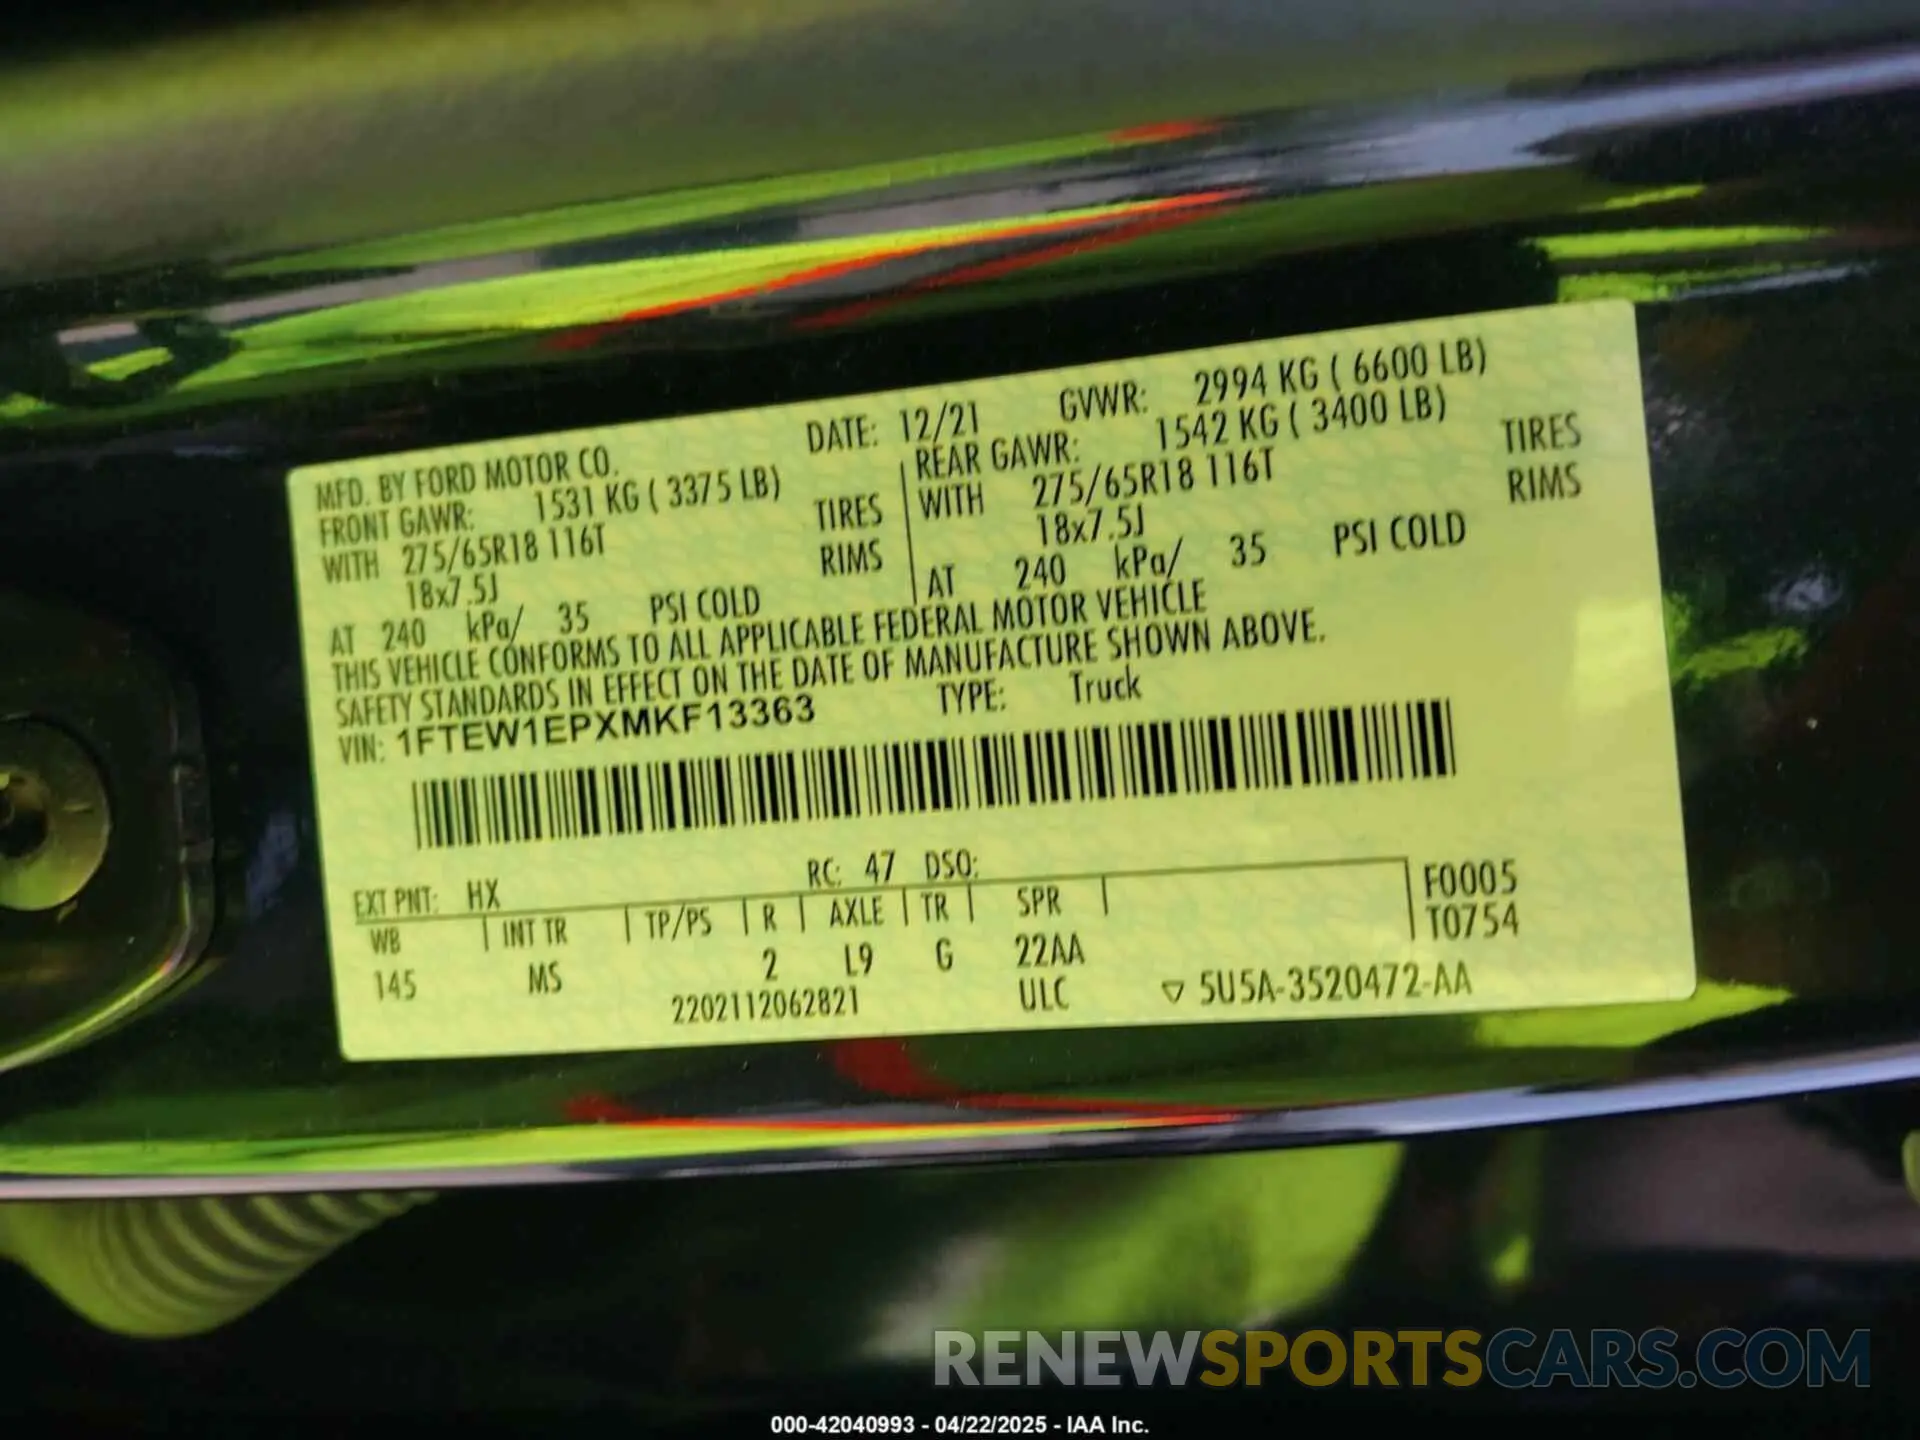 MFD. BY FORD MOTOR CO. DATE: 12/21 GVWR: 2994 KG ( 6600 LB)
FRONT GAWR: 1531 KG ( 3375 LB) REAR GAWR: 1542 KG ( 3400 LB)
WITH 275/65R18 116T TIRES WITH 275/65R18 116T TIRES
18x7.5J RIMS 18x7.5J RIMS
AT 240 kPa/ 35 PSI COLD AT 240 kPa/ 35 PSI COLD
THIS VEHICLE CONFORMS TO ALL APPLICABLE FEDERAL MOTOR VEHICLE
SAFETY STANDARDS IN EFFECT ON THE DATE OF MANUFACTURE SHOWN ABOVE.
VIN: 1FTEW1EPXMKF13363 TYPE: Truck
EXT PNT: HX RC: 47 DSO:
WB INT TR TP/PS R AXLE TR SPR F0005
145 MS 2 L9 G 22AA T0754
2202112062821 ULC ▽ 5U5A-3520472-AA
RENEWSPORTSCARS.COM
000-42040993 - 04/22/2025 - IAA Inc.